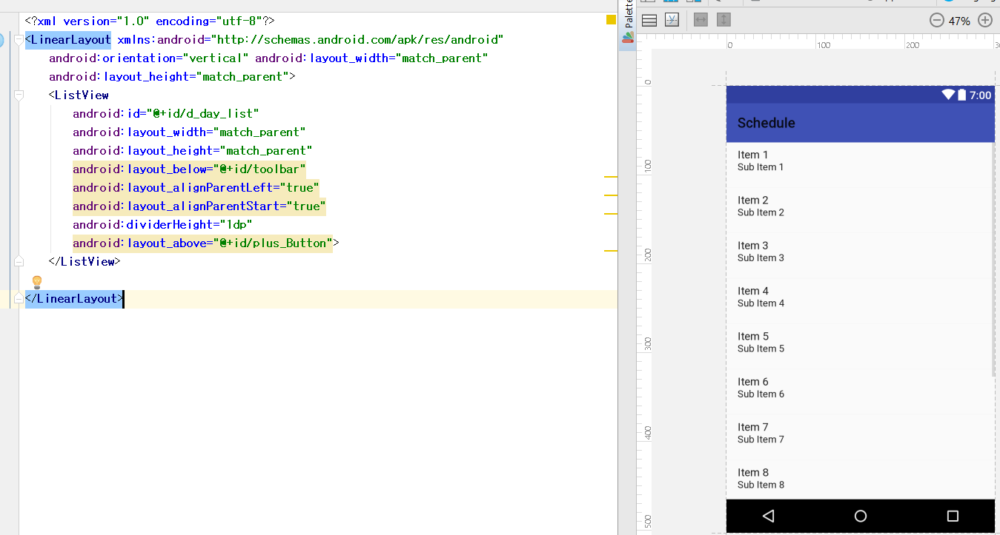 <?xml version="1.0" encoding="utf-8"?>
<LinearLayout xmlns:android="http://schemas.android.com/apk/res/android"
android:orientation="vertical" android:layout_width="match_parent"
android:layout_height="match_parent">
<ListView
android:id="@+id/d_day_list"
android:layout_width="match_parent"
android:layout_height="match_parent"
android:layout_below="@+id/toolbar"
android:layout_alignParentLeft="true"
android:layout_alignParentStart="true"
android:dividerHeight="1dp"
android:layout_above="@+id/plus_Button">
</ListView>
</LinearLayout>
Palette
47%
0
100
200
0
100
200
300
400
500
7:00
Schedule
Item 1
Sub Item 1
Item 2
Sub Item 2
Item 3
Sub Item 3
Item 4
Sub Item 4
Item 5
Sub Item 5
Item 6
Sub Item 6
Item 7
Sub Item 7
Item 8
Sub Item 8